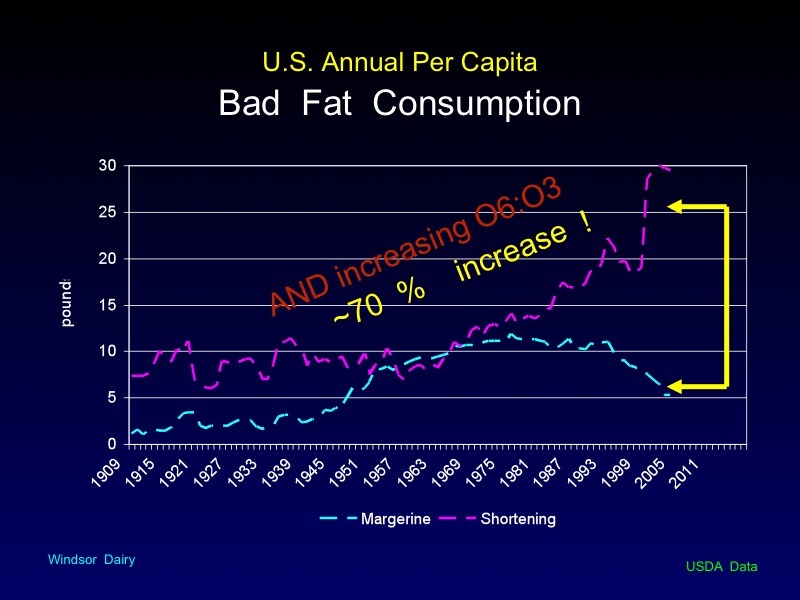 U.S. Annual Per Capita
Bad Fat Consumption
30
25
20
15
10
5
0
pound
AND increasing O6:O3
~70 % increase !
1909
1915
1921
1927
1933
1939
1945
1951
1957
1963
1969
1975
1981
1987
1993
1999
2005
2011
Margerine
Shortening
Windsor Dairy
USDA Data